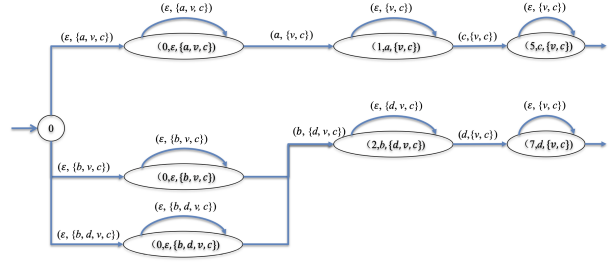 (ε, {a, v, c})
(ε, {v, c})
(ε, {v, c})
(ε, {a, v, c})
(0,ε,{a, v, c})
(a, {v, c})
(1,a,{v, c})
(c,{v, c})
(5,c,{v, c})
0
(ε, {d, v, c})
(ε, {v, c})
(b, {d, v, c})
(2,b,{d, v, c})
(d,{v, c})
(7,d,{v, c})
(ε, {b, v, c})
(ε, {b, v, c})
(0,ε,{b, v, c})
(ε, {b, d, v, c})
(ε, {b, d, v, c})
(0,ε,{b, d, v, c})